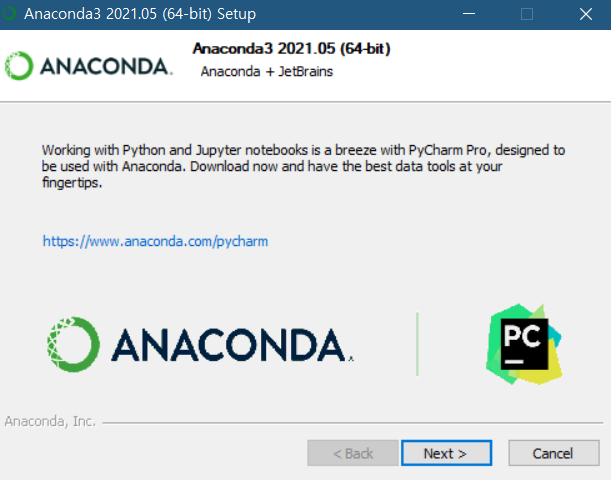 Anaconda3 2021.05 (64-bit) Setup
Anaconda3 2021.05 (64-bit)
Anaconda + JetBrains
ANACONDA.
Working with Python and Jupyter notebooks is a breeze with PyCharm Pro, designed to
be used with Anaconda. Download now and have the best data tools at your
fingertips.
https://www.anaconda.com/pycharm
ANACONDA.
PC
Anaconda, Inc.
< Back Next > Cancel